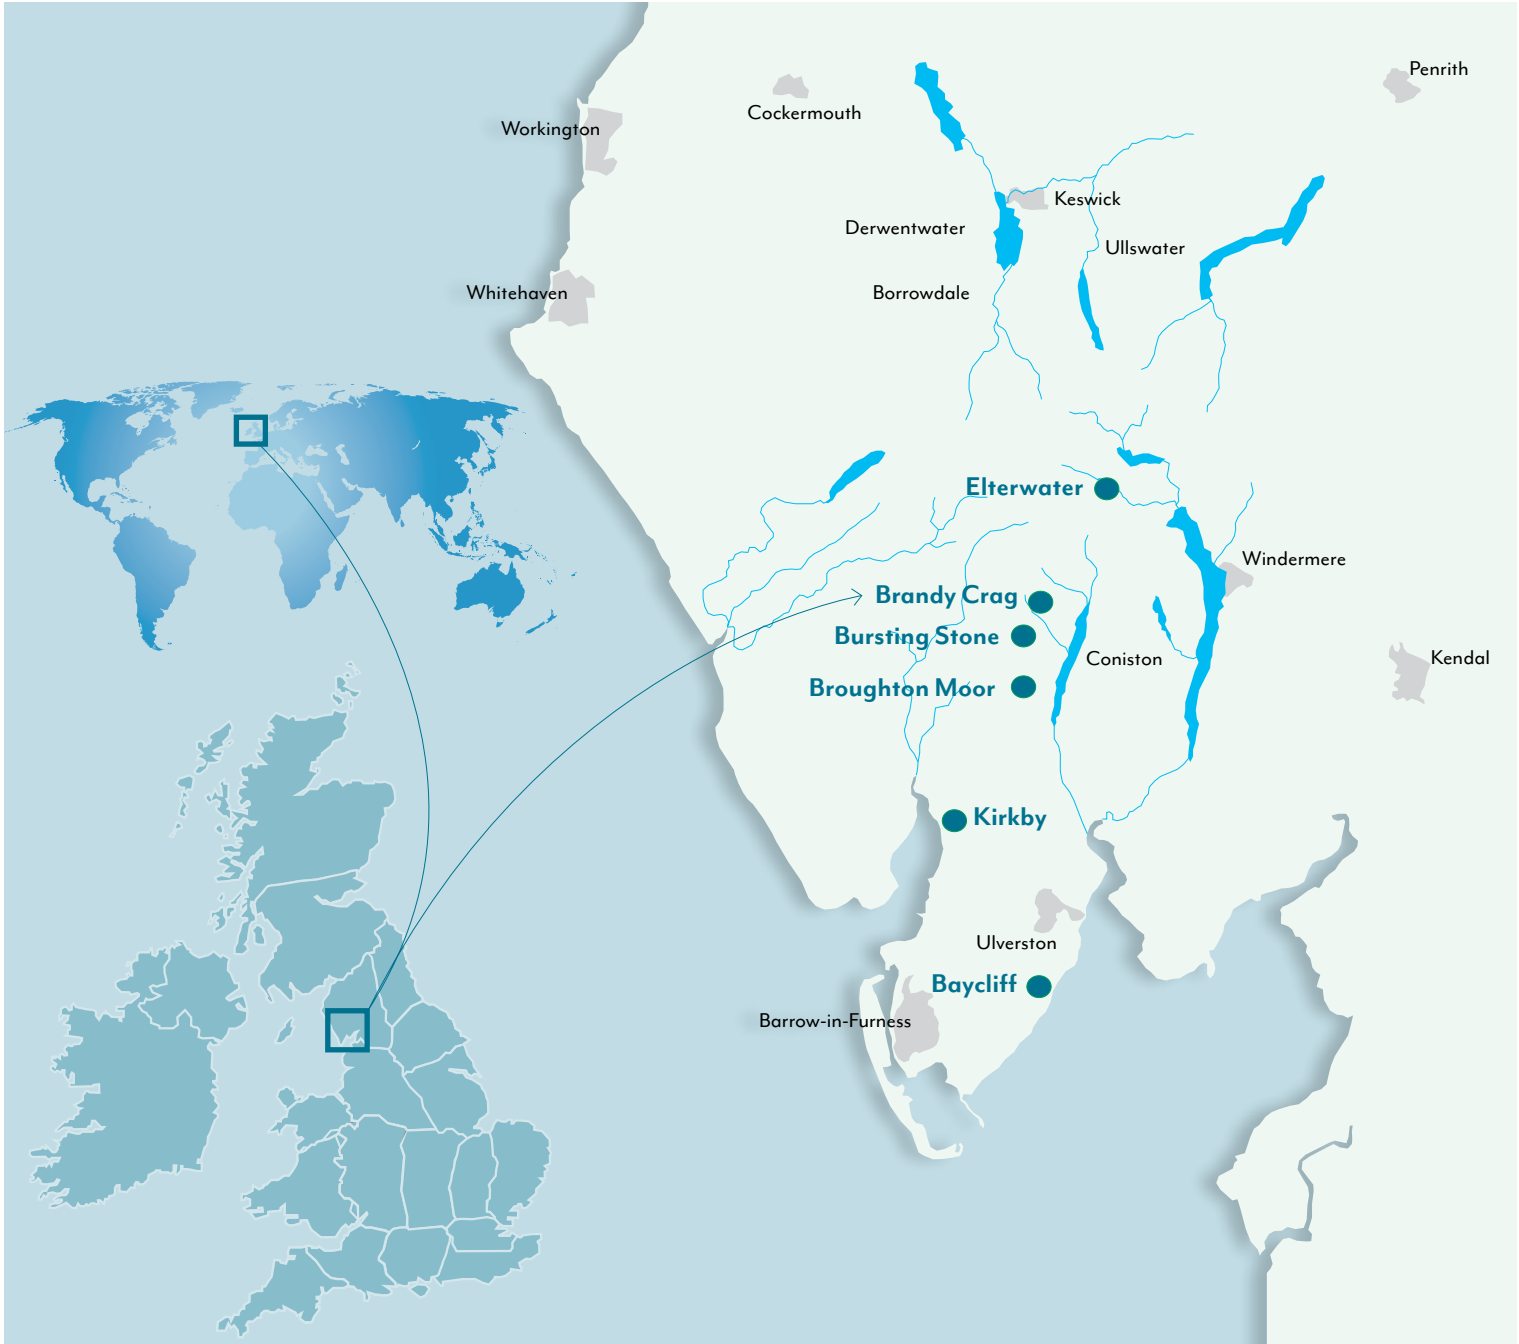 Penrith
Cockermouth
Workington
Keswick
Derwentwater
Ullswater
Whitehaven
Borrowdale
Elterwater
Windermere
Brandy Crag
Bursting Stone
Coniston
Kendal
Broughton Moor
Kirkby
Ulverston
Baycliff
Barrow-in-Furness